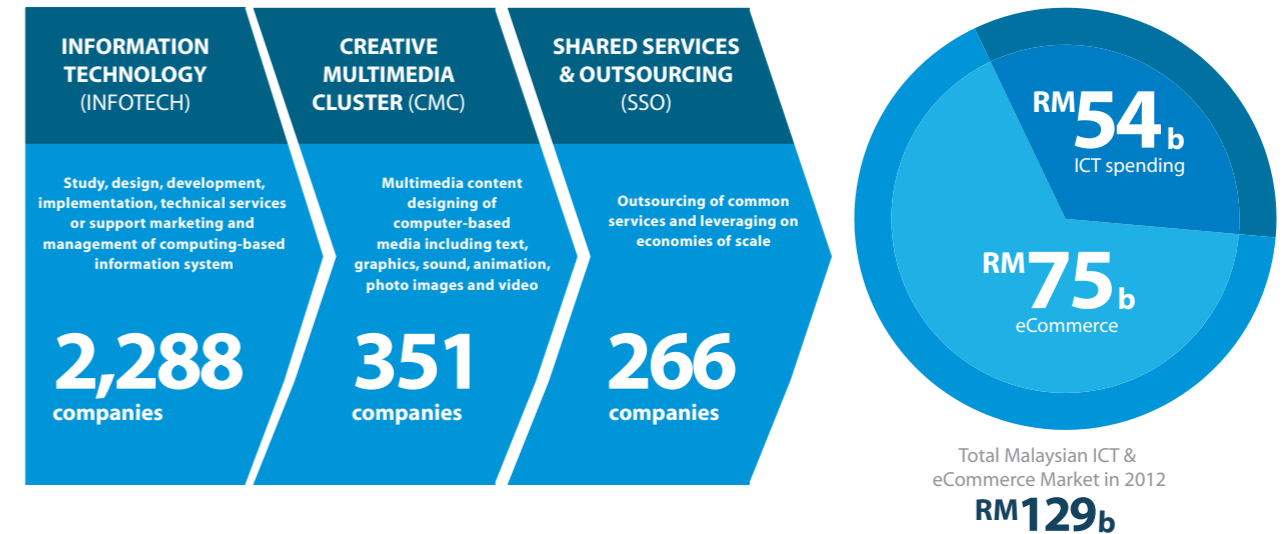 INFORMATION
TECHNOLOGY
(INFOTECH)
Study, design, development,
implementation, technical services
or support marketing and
management of computing-based
information system
2,288
companies
CREATIVE
MULTIMEDIA
CLUSTER (CMC)
Multimedia content
designing of
computer-based
media including text,
graphics, sound, animation,
photo images and video
351
companies
SHARED SERVICES
& OUTSOURCING
(SSO)
Outsourcing of common
services and leveraging on
economies of scale
266
companies
RM54b
ICT spending
RM75b
eCommerce
Total Malaysian ICT &
eCommerce Market in 2012
RM129b